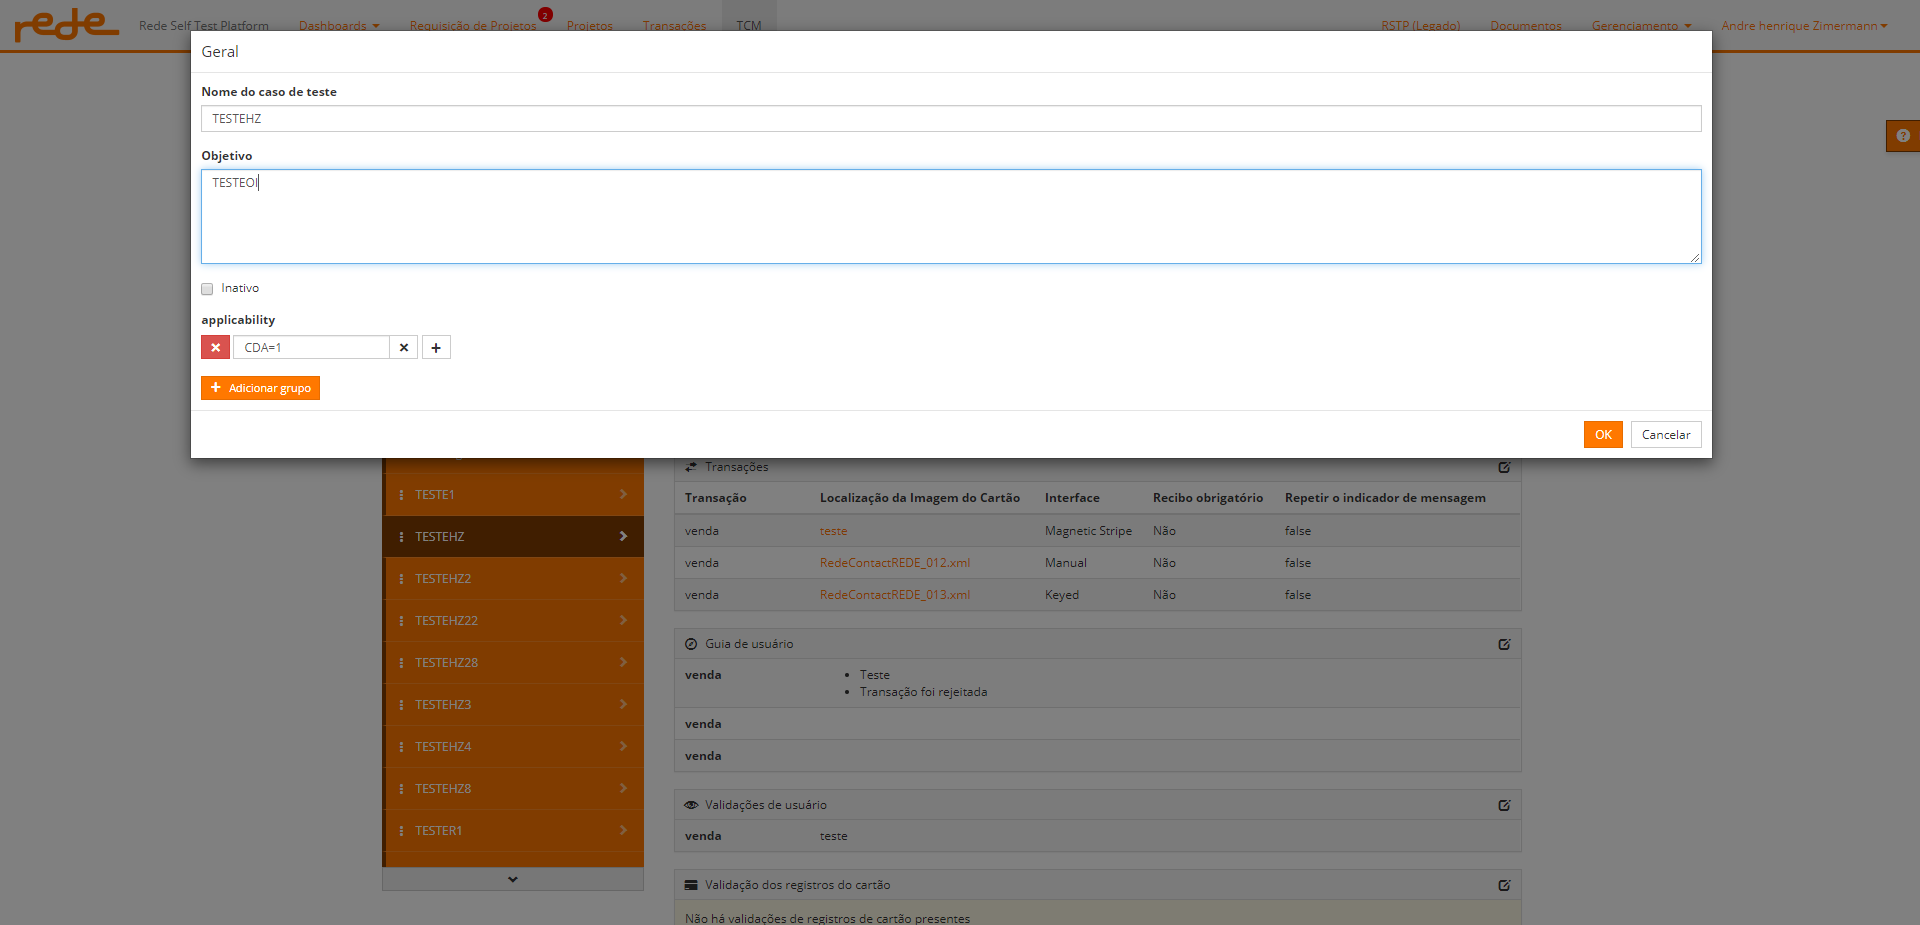 rede
Rede Self Test Platform Dashboards Requisição de Projetos 2 Projetos Transações TCM RSTP (Legado) Documentos Gerenciamento Andre henrique Zimermann
Geral
Nome do caso de teste
TESTEHZ
Objetivo
TESTEOI
Inativo
applicability
CDA=1
Adicionar grupo
OK Cancelar
TESTE1
TESTEHZ
TESTEHZ2
TESTEHZ22
TESTEHZ28
TESTEHZ3
TESTEHZ4
TESTEHZ8
TESTER1
Transações
Transação Localização da Imagem do Cartão Interface Recibo obrigatório Repetir o indicador de mensagem
venda teste Magnetic Stripe Não false
venda RedeContactREDE_012.xml Manual Não false
venda RedeContactREDE_013.xml Keyed Não false
Guia de usuário
venda • Teste
• Transação foi rejeitada
venda
venda
Validações de usuário
venda teste
Validação dos registros do cartão
Não há validações de registros de cartão presentes